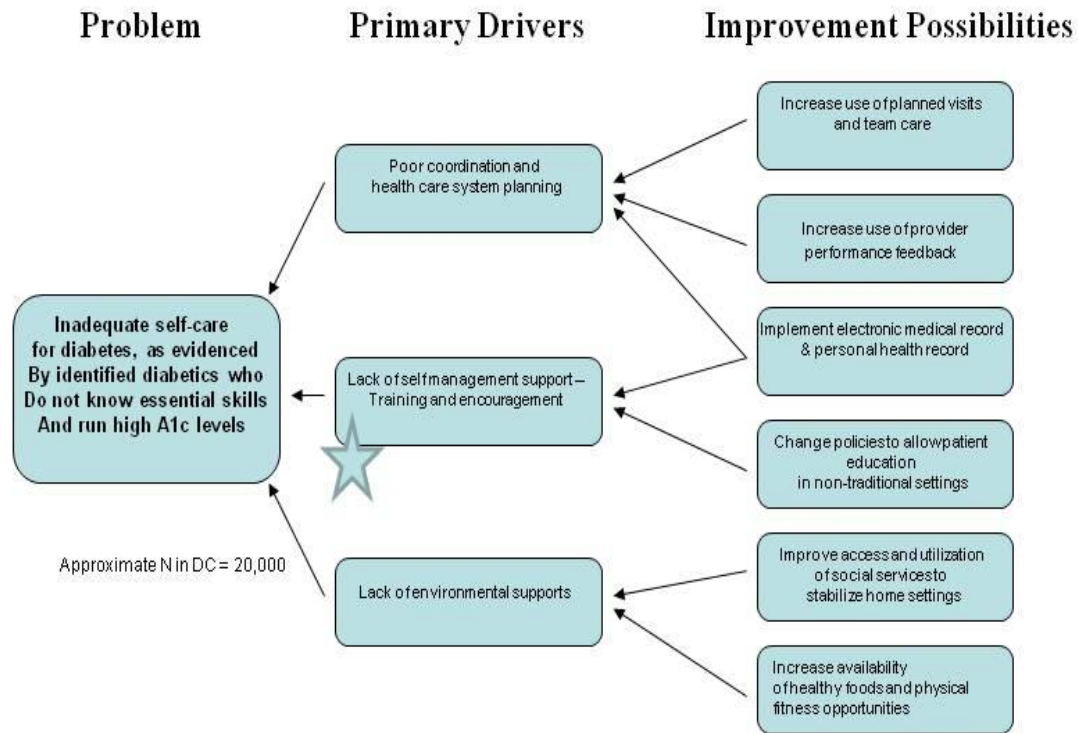 Problem
Primary Drivers
Improvement Possibilities
Inadequate self-care
for diabetes, as evidenced
By identified diabetics who
Do not know essential skills
And run high A1c levels
Approximate N in DC = 20,000
Poor coordination and
health care system planning
Lack of self management support –
Training and encouragement
Lack of environmental supports
Increase use of planned visits
and team care
Increase use of provider
performance feedback
Implement electronic medical record
& personal health record
Change policies to allow patient
education
in non-traditional settings
Improve access and utilization
of social services to
stabilize home settings
Increase availability
of healthy foods and physical
fitness opportunities